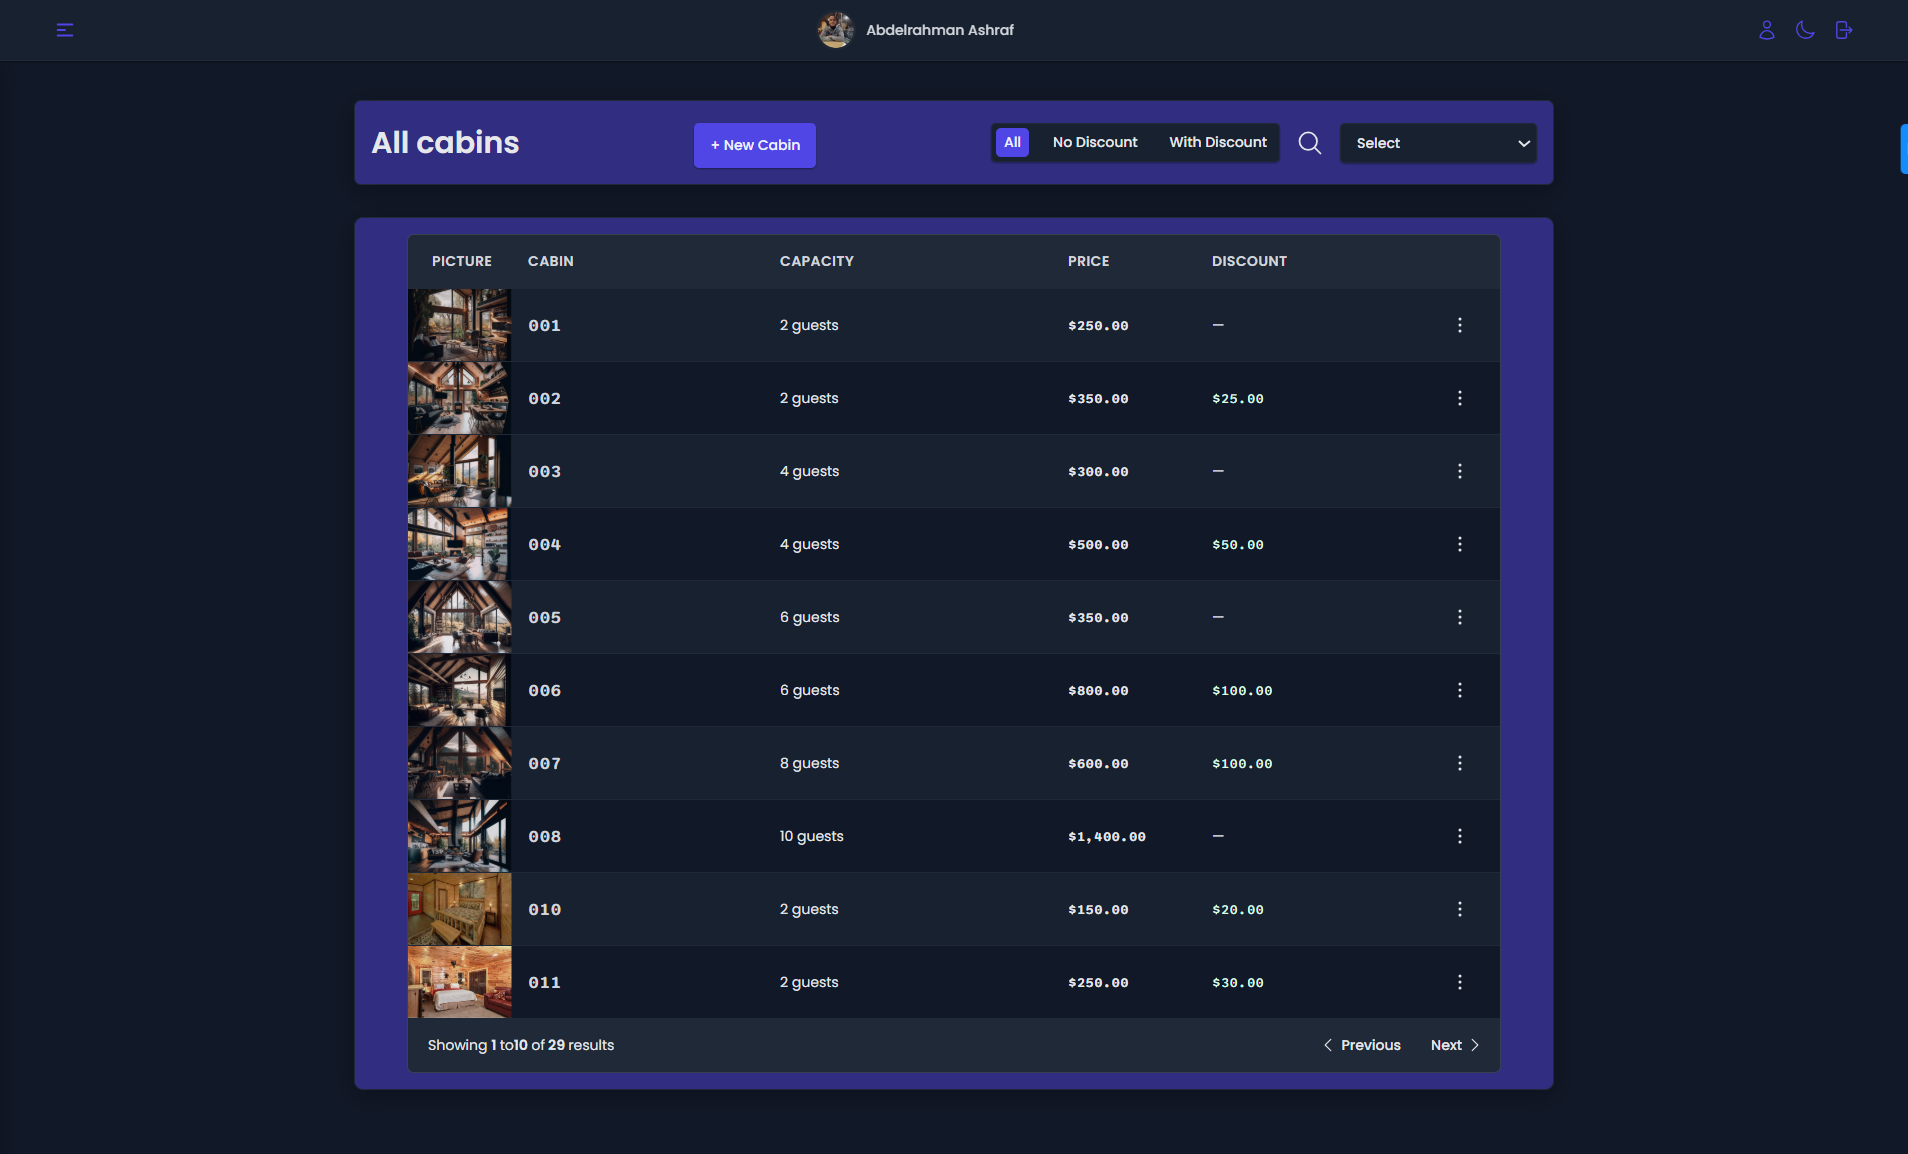 Abdelrahman Ashraf
All cabins
+ New Cabin
All No Discount With Discount
Select
PICTURE CABIN CAPACITY PRICE DISCOUNT
001 2 guests $250.00 —
002 2 guests $350.00 $25.00
003 4 guests $300.00 —
004 4 guests $500.00 $50.00
005 6 guests $350.00 —
006 6 guests $800.00 $100.00
007 8 guests $600.00 $100.00
008 10 guests $1,400.00 —
010 2 guests $150.00 $20.00
011 2 guests $250.00 $30.00
Showing 1 to10 of 29 results Previous Next